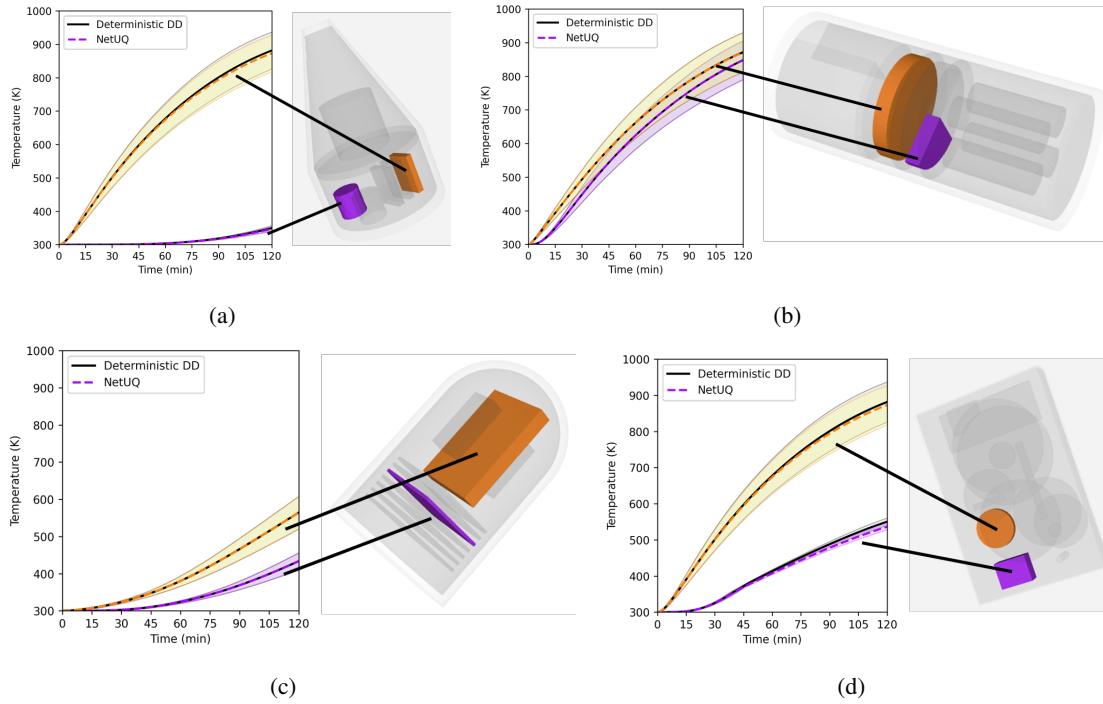 1000
900
800
700
600
500
400
300
Temperature (K)
Deterministic DD
NetUQ
0 15 30 45 60 75 90 105 120
Time (min)
(a)
1000
900
800
700
600
500
400
300
Temperature (K)
Deterministic DD
NetUQ
0 15 30 45 60 75 90 105 120
Time (min)
(b)
1000
900
800
700
600
500
400
300
Temperature (K)
Deterministic DD
NetUQ
0 15 30 45 60 75 90 105 120
Time (min)
(c)
1000
900
800
700
600
500
400
300
Temperature (K)
Deterministic DD
NetUQ
0 15 30 45 60 75 90 105 120
Time (min)
(d)